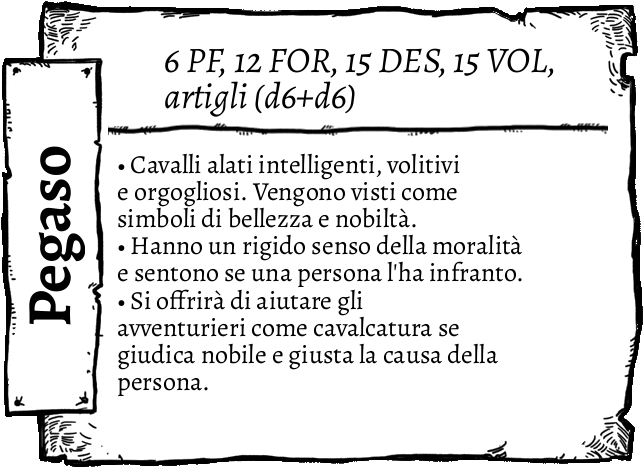 Pegaso
6 PF, 12 FOR, 15 DES, 15 VOL,
artigli (d6+d6)
• Cavalli alati intelligenti, volitivi
e orgogliosi. Vengono visti come
simboli di bellezza e nobiltà.
• Hanno un rigido senso della moralità
e sentono se una persona l'ha infranto.
• Si offrirà di aiutare gli
avventurieri come cavalcatura se
giudica nobile e giusta la causa della
persona.